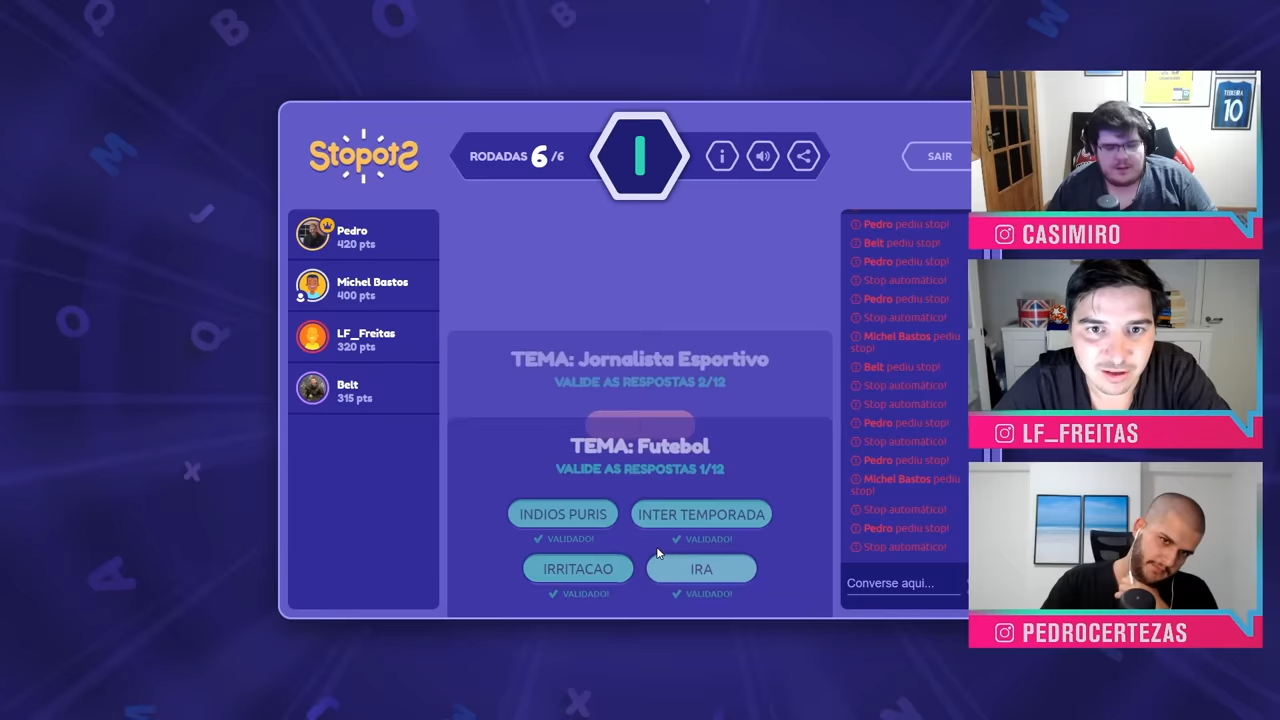 StopotS
RODADAS 6 /6
I
SAIR
Pedro
420 pts
Michel Bastos
400 pts
LF_Freitas
320 pts
Belt
315 pts
TEMA: Jornalista Esportivo
VALIDE AS RESPOSTAS 2/12
TEMA: Futebol
VALIDE AS RESPOSTAS 1/12
INDIOS PURIS
VALIDADO!
INTER TEMPORADA
VALIDADO!
IRRITACAO
VALIDADO!
IRA
VALIDADO!
Pedro pediu stop!
Belt pediu stop!
Pedro pediu stop!
Stop automático!
Pedro pediu stop!
Stop automático!
Michel Bastos pediu
stop!
Belt pediu stop!
Stop automático!
Stop automático!
Pedro pediu stop!
Stop automático!
Pedro pediu stop!
Michel Bastos pediu
stop!
Stop automático!
Pedro pediu stop!
Stop automático!
Converse aqui...
TEIXEIRA
10
CASIMIRO
LF_FREITAS
PEDROCERTEZAS